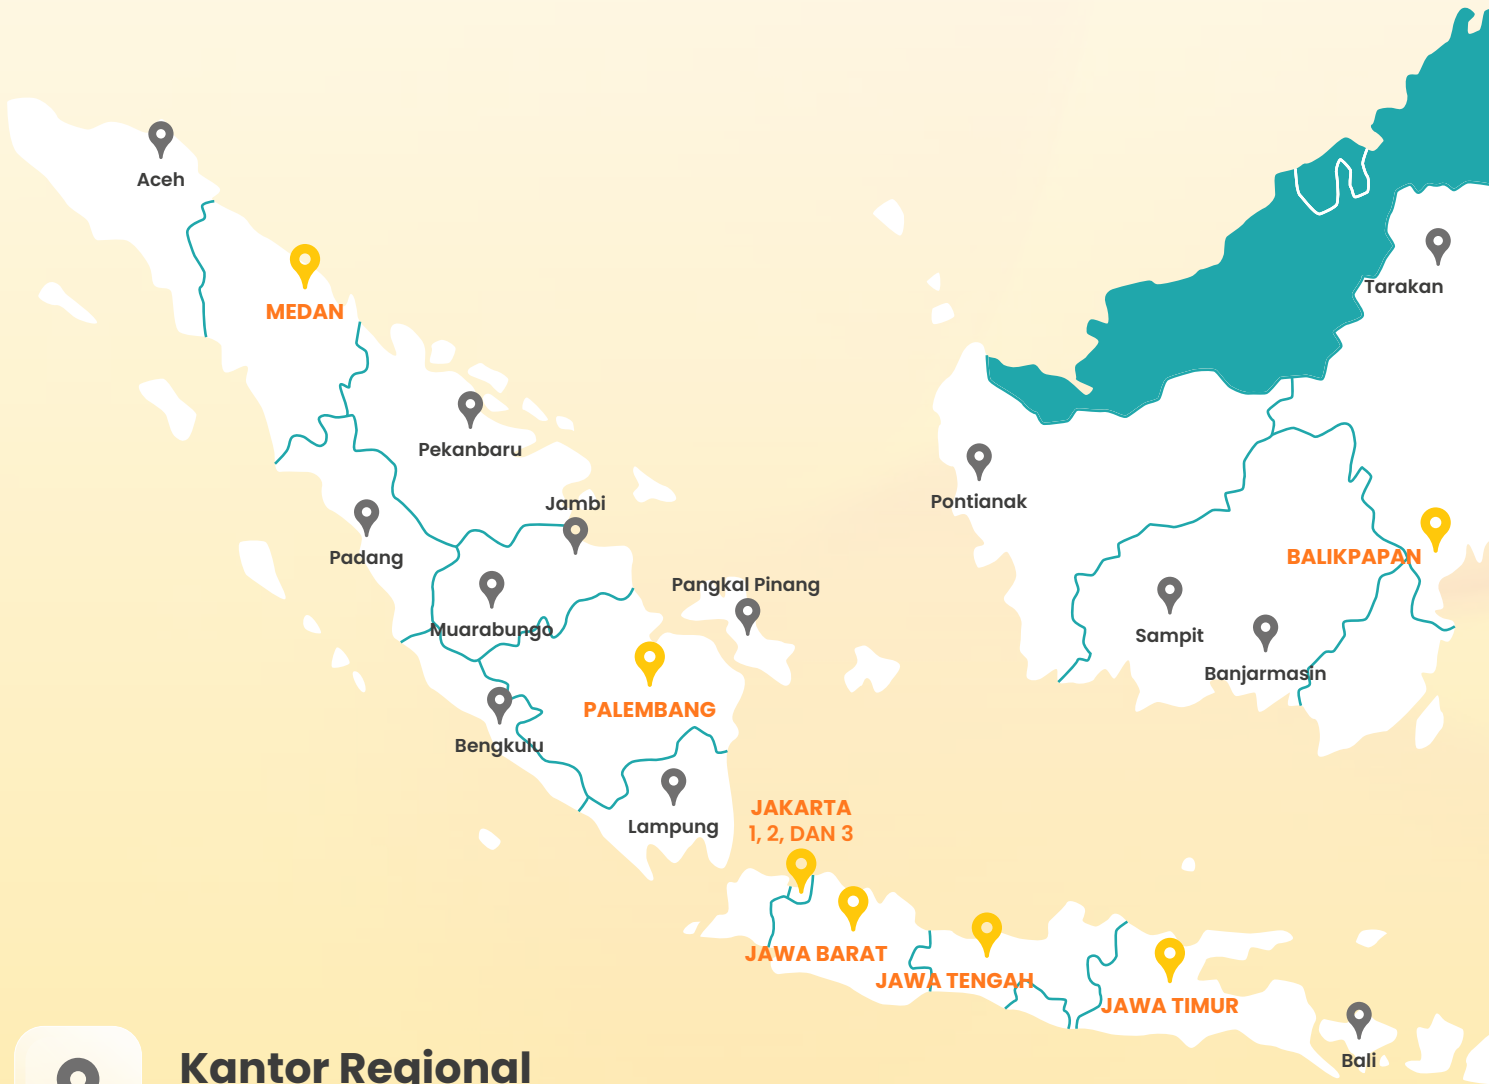 Aceh
MEDAN
Tarakan
Pekanbaru
Pontianak
Jambi
Padang
BALIKPAPAN
Pangkal Pinang
Muarabungo
Sampit
Banjarmasin
PALEMBANG
Bengkulu
Lampung
JAKARTA
1, 2, DAN 3
JAWA BARAT
JAWA TENGAH
JAWA TIMUR
Bali
Kantor Regional